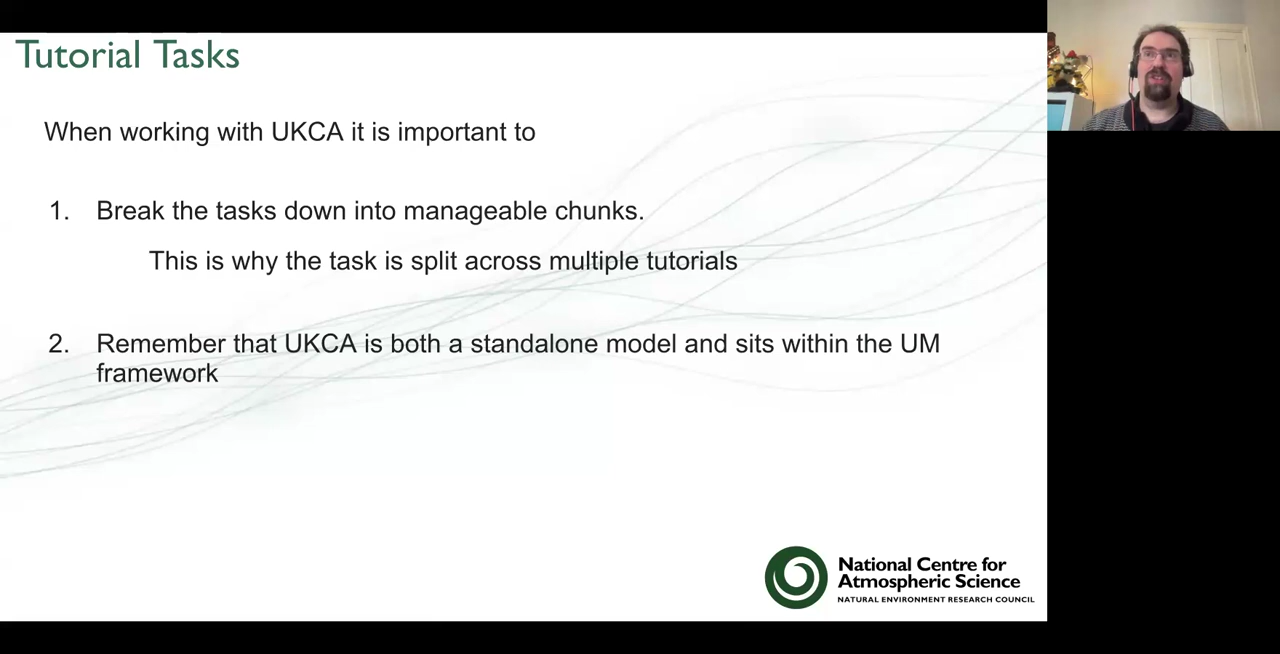 Tutorial Tasks
When working with UKCA it is important to
1. Break the tasks down into manageable chunks.
This is why the task is split across multiple tutorials
2. Remember that UKCA is both a standalone model and sits within the UM
framework
National Centre for
Atmospheric Science
NATURAL ENVIRONMENT RESEARCH COUNCIL